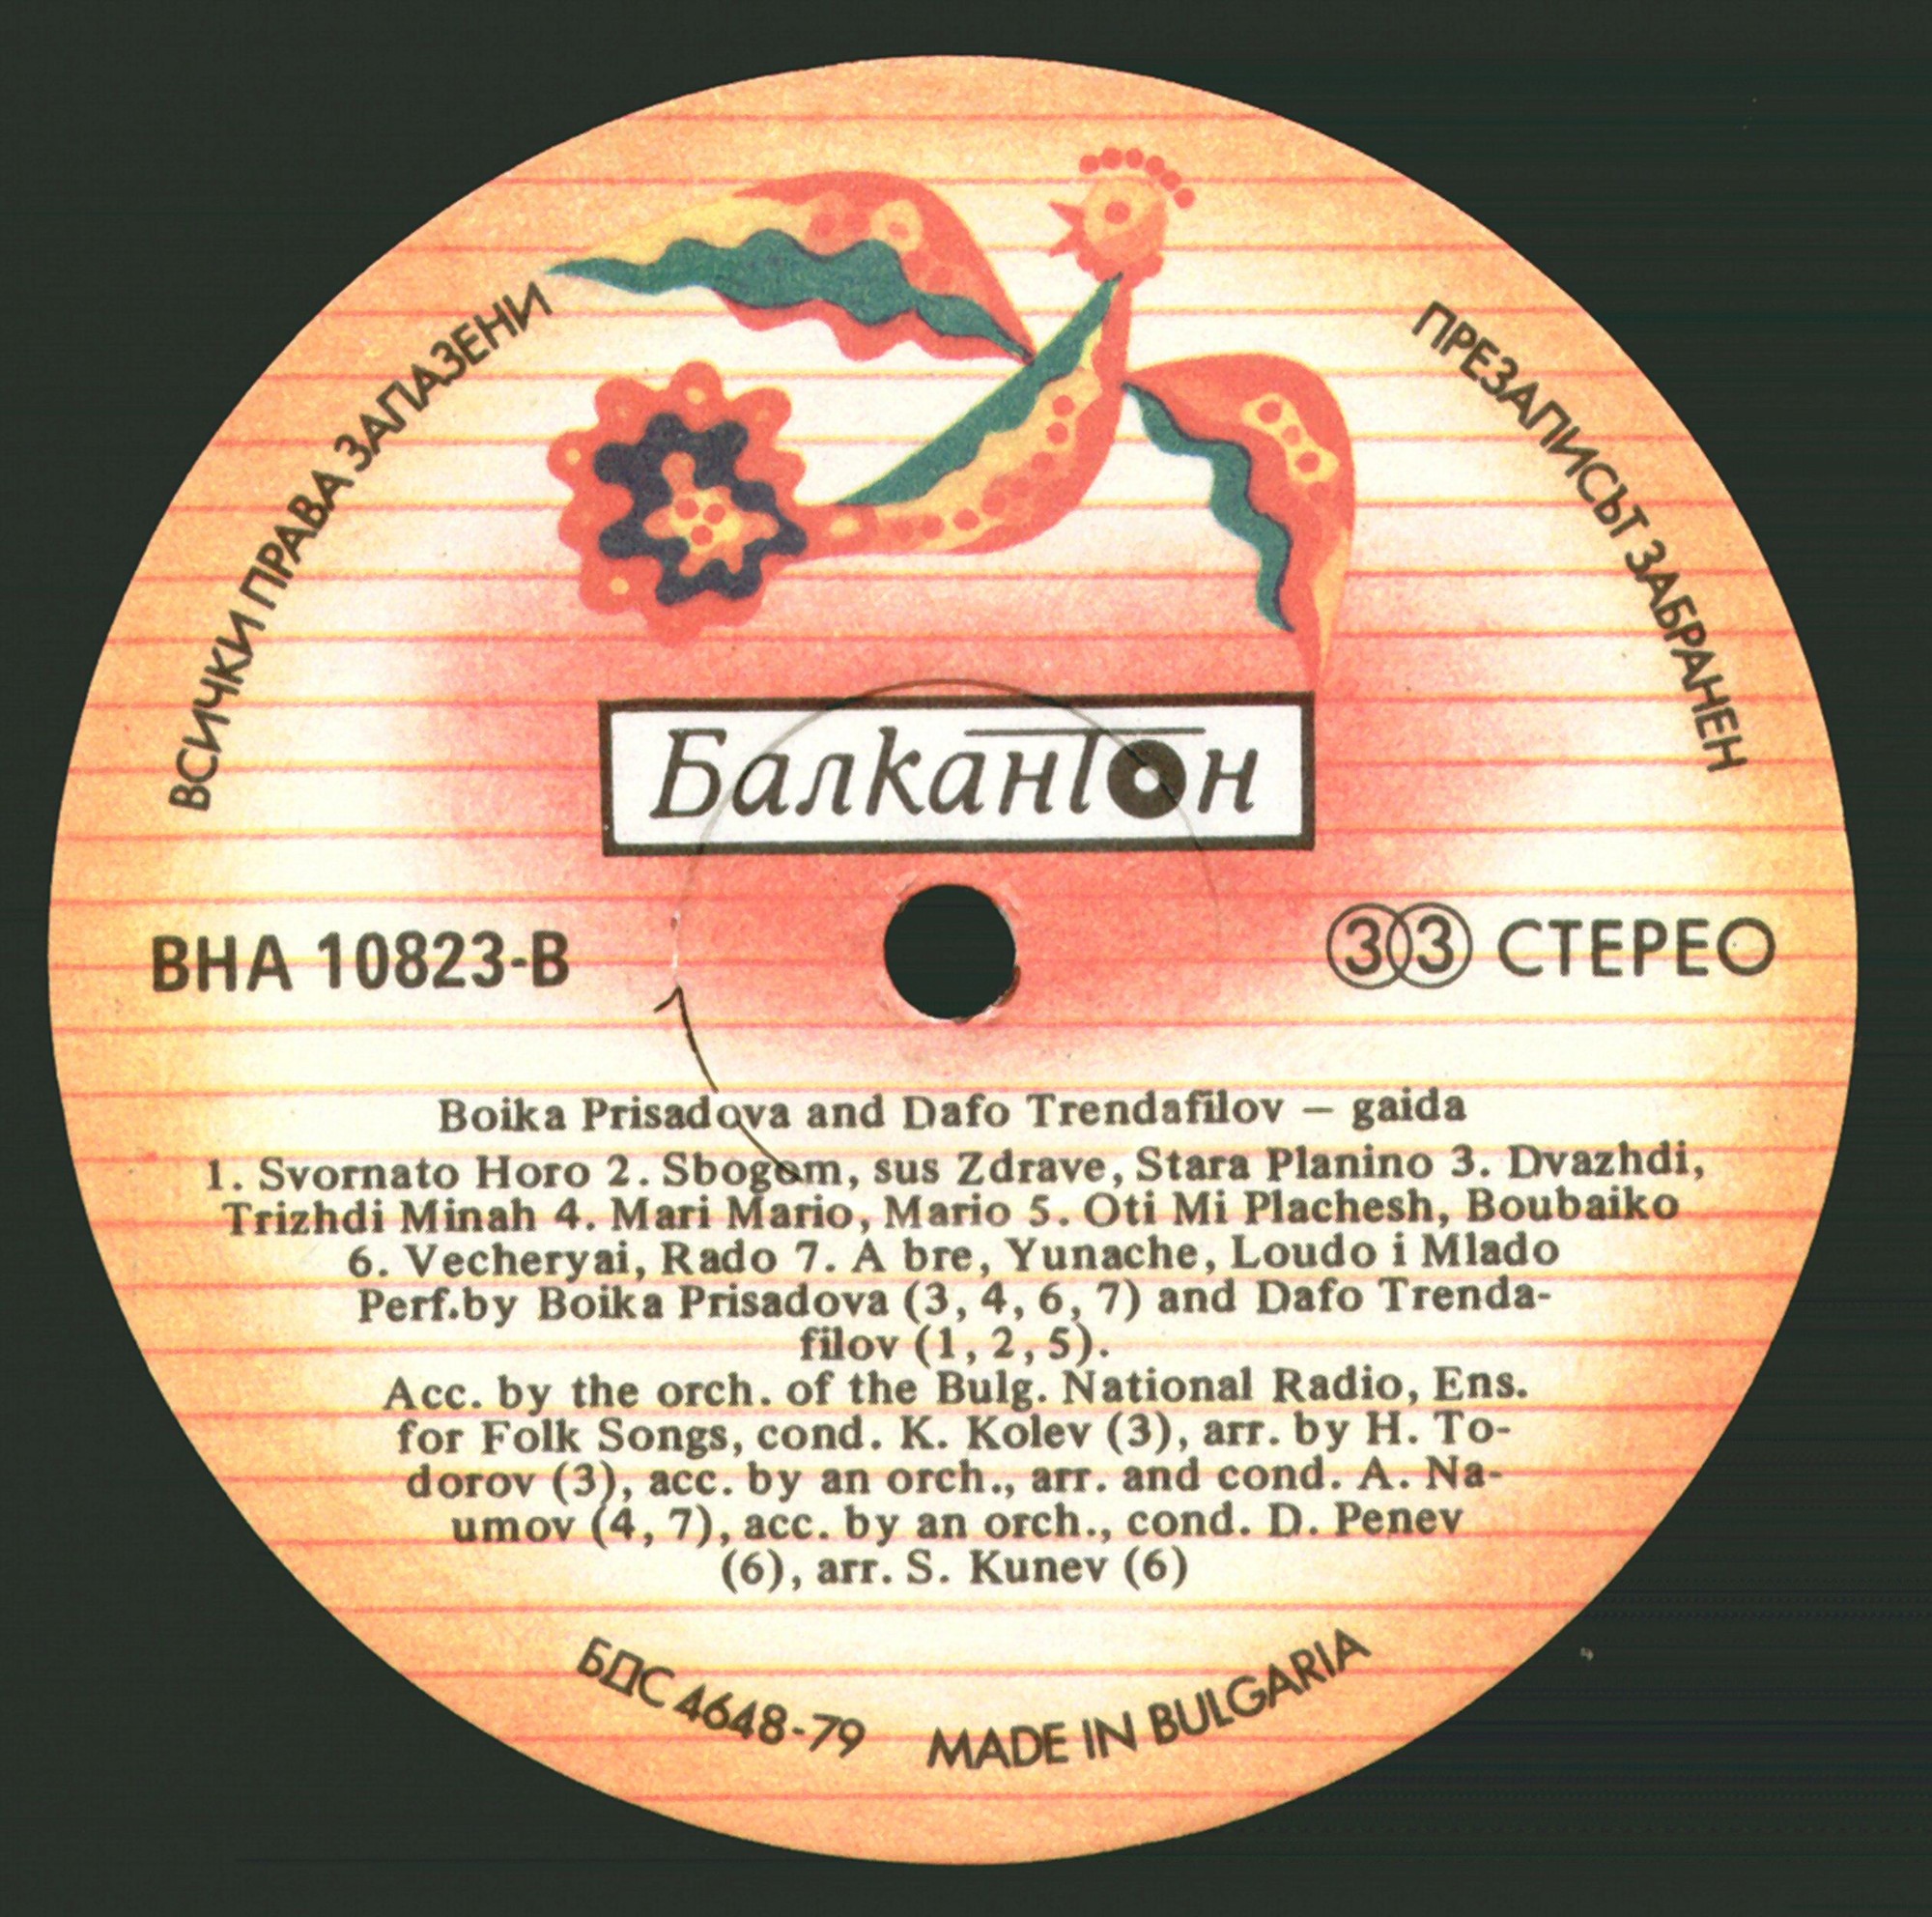 ВСИЧКИ ПРАВА ЗАПАЗЕНИ
ПРЕЗАПИСЪТ ЗАБРАНЕН
Балкантон
ВНА 10823-В
33 СТЕРЕО
Boika Prisadova and Dafo Trendafilov – gaida
1. Svornato Horo 2. Sbogom, sus Zdrave, Stara Planino 3. Dvazhdi,
Trizhdi Minah 4. Mari Mario, Mario 5. Oti Mi Plachesh, Boubaiko
6. Vecheryai, Rado 7. A bre, Yunache, Loudo i Mlado
Perf.by Boika Prisadova (3, 4, 6, 7) and Dafo Trenda-
filov (1, 2, 5).
Acc. by the orch. of the Bulg. National Radio, Ens.
for Folk Songs, cond. K. Kolev (3), arr. by H. To-
dorov (3), acc. by an orch., arr. and cond. A. Na-
umov (4, 7), acc. by an orch., cond. D. Penev
(6), arr. S. Kunev (6)
БДС 4648-79
MADE IN BULGARIA